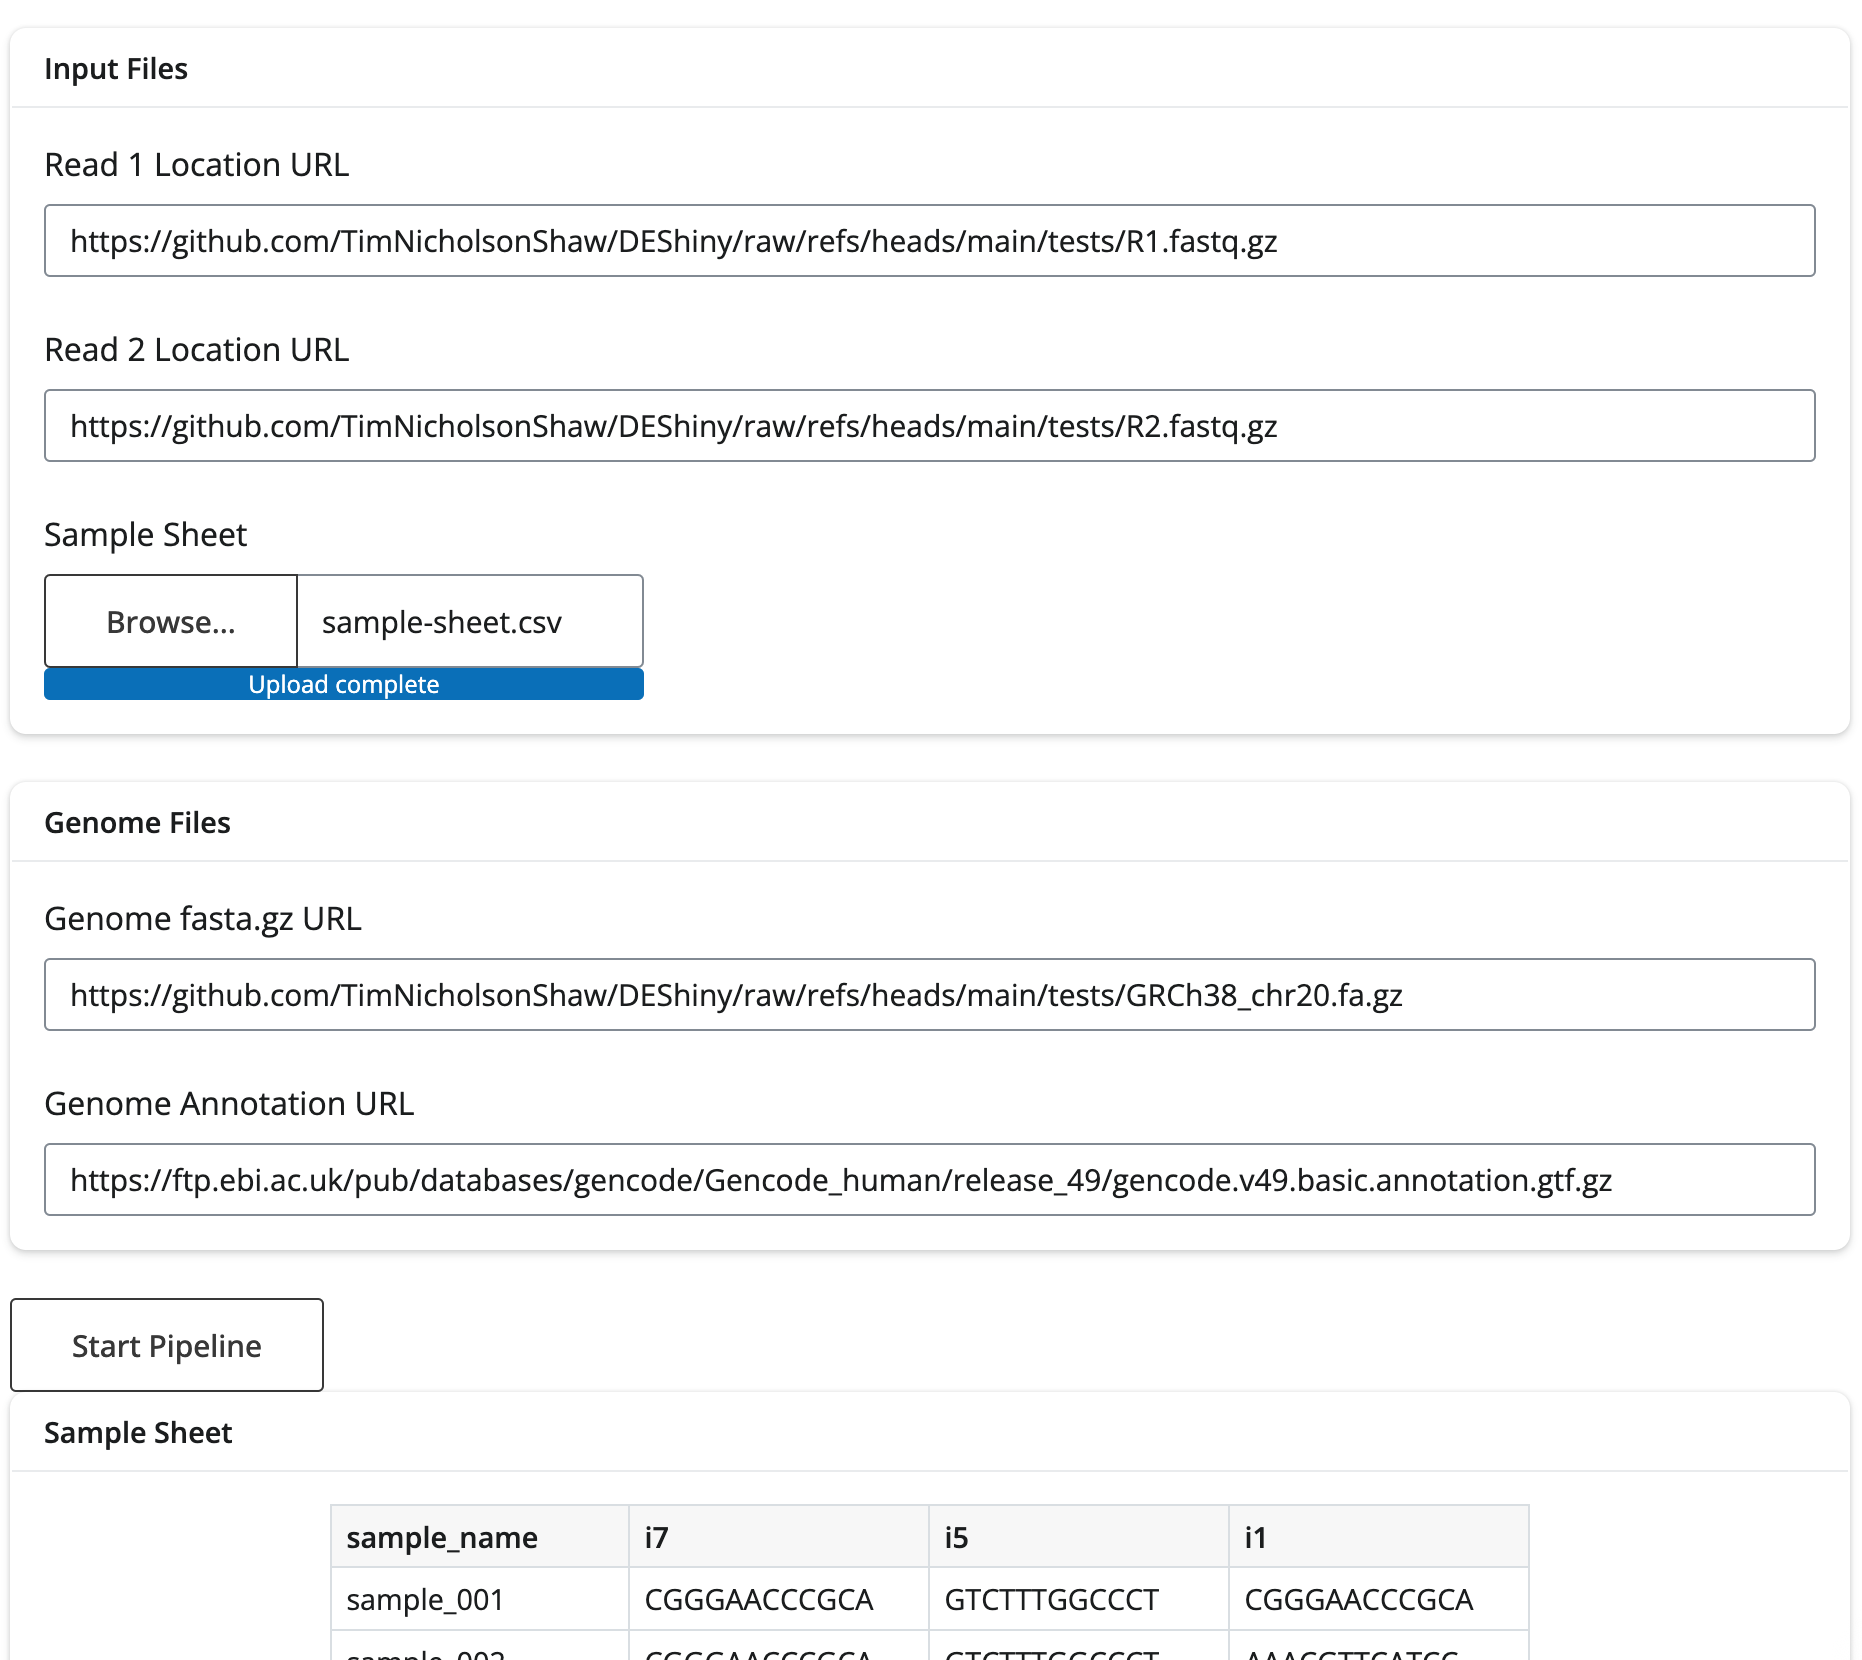 Input Files
Read 1 Location URL
https://github.com/TimNicholsonShaw/DEShiny/raw/refs/heads/main/tests/R1.fastq.gz
Read 2 Location URL
https://github.com/TimNicholsonShaw/DEShiny/raw/refs/heads/main/tests/R2.fastq.gz
Sample Sheet
Browse... sample-sheet.csv
Upload complete
Genome Files
Genome fasta.gz URL
https://github.com/TimNicholsonShaw/DEShiny/raw/refs/heads/main/tests/GRCh38_chr20.fa.gz
Genome Annotation URL
https://ftp.ebi.ac.uk/pub/databases/gencode/Gencode_human/release_49/gencode.v49.basic.annotation.gtf.gz
Start Pipeline
Sample Sheet
sample_name i7 i5 i1
sample_001 CGGGAACCCGCA GTCTTTGGCCCT CGGGAACCCGCA
sample_002 CGGGAACCCGCA GTCTTTGGCCCT